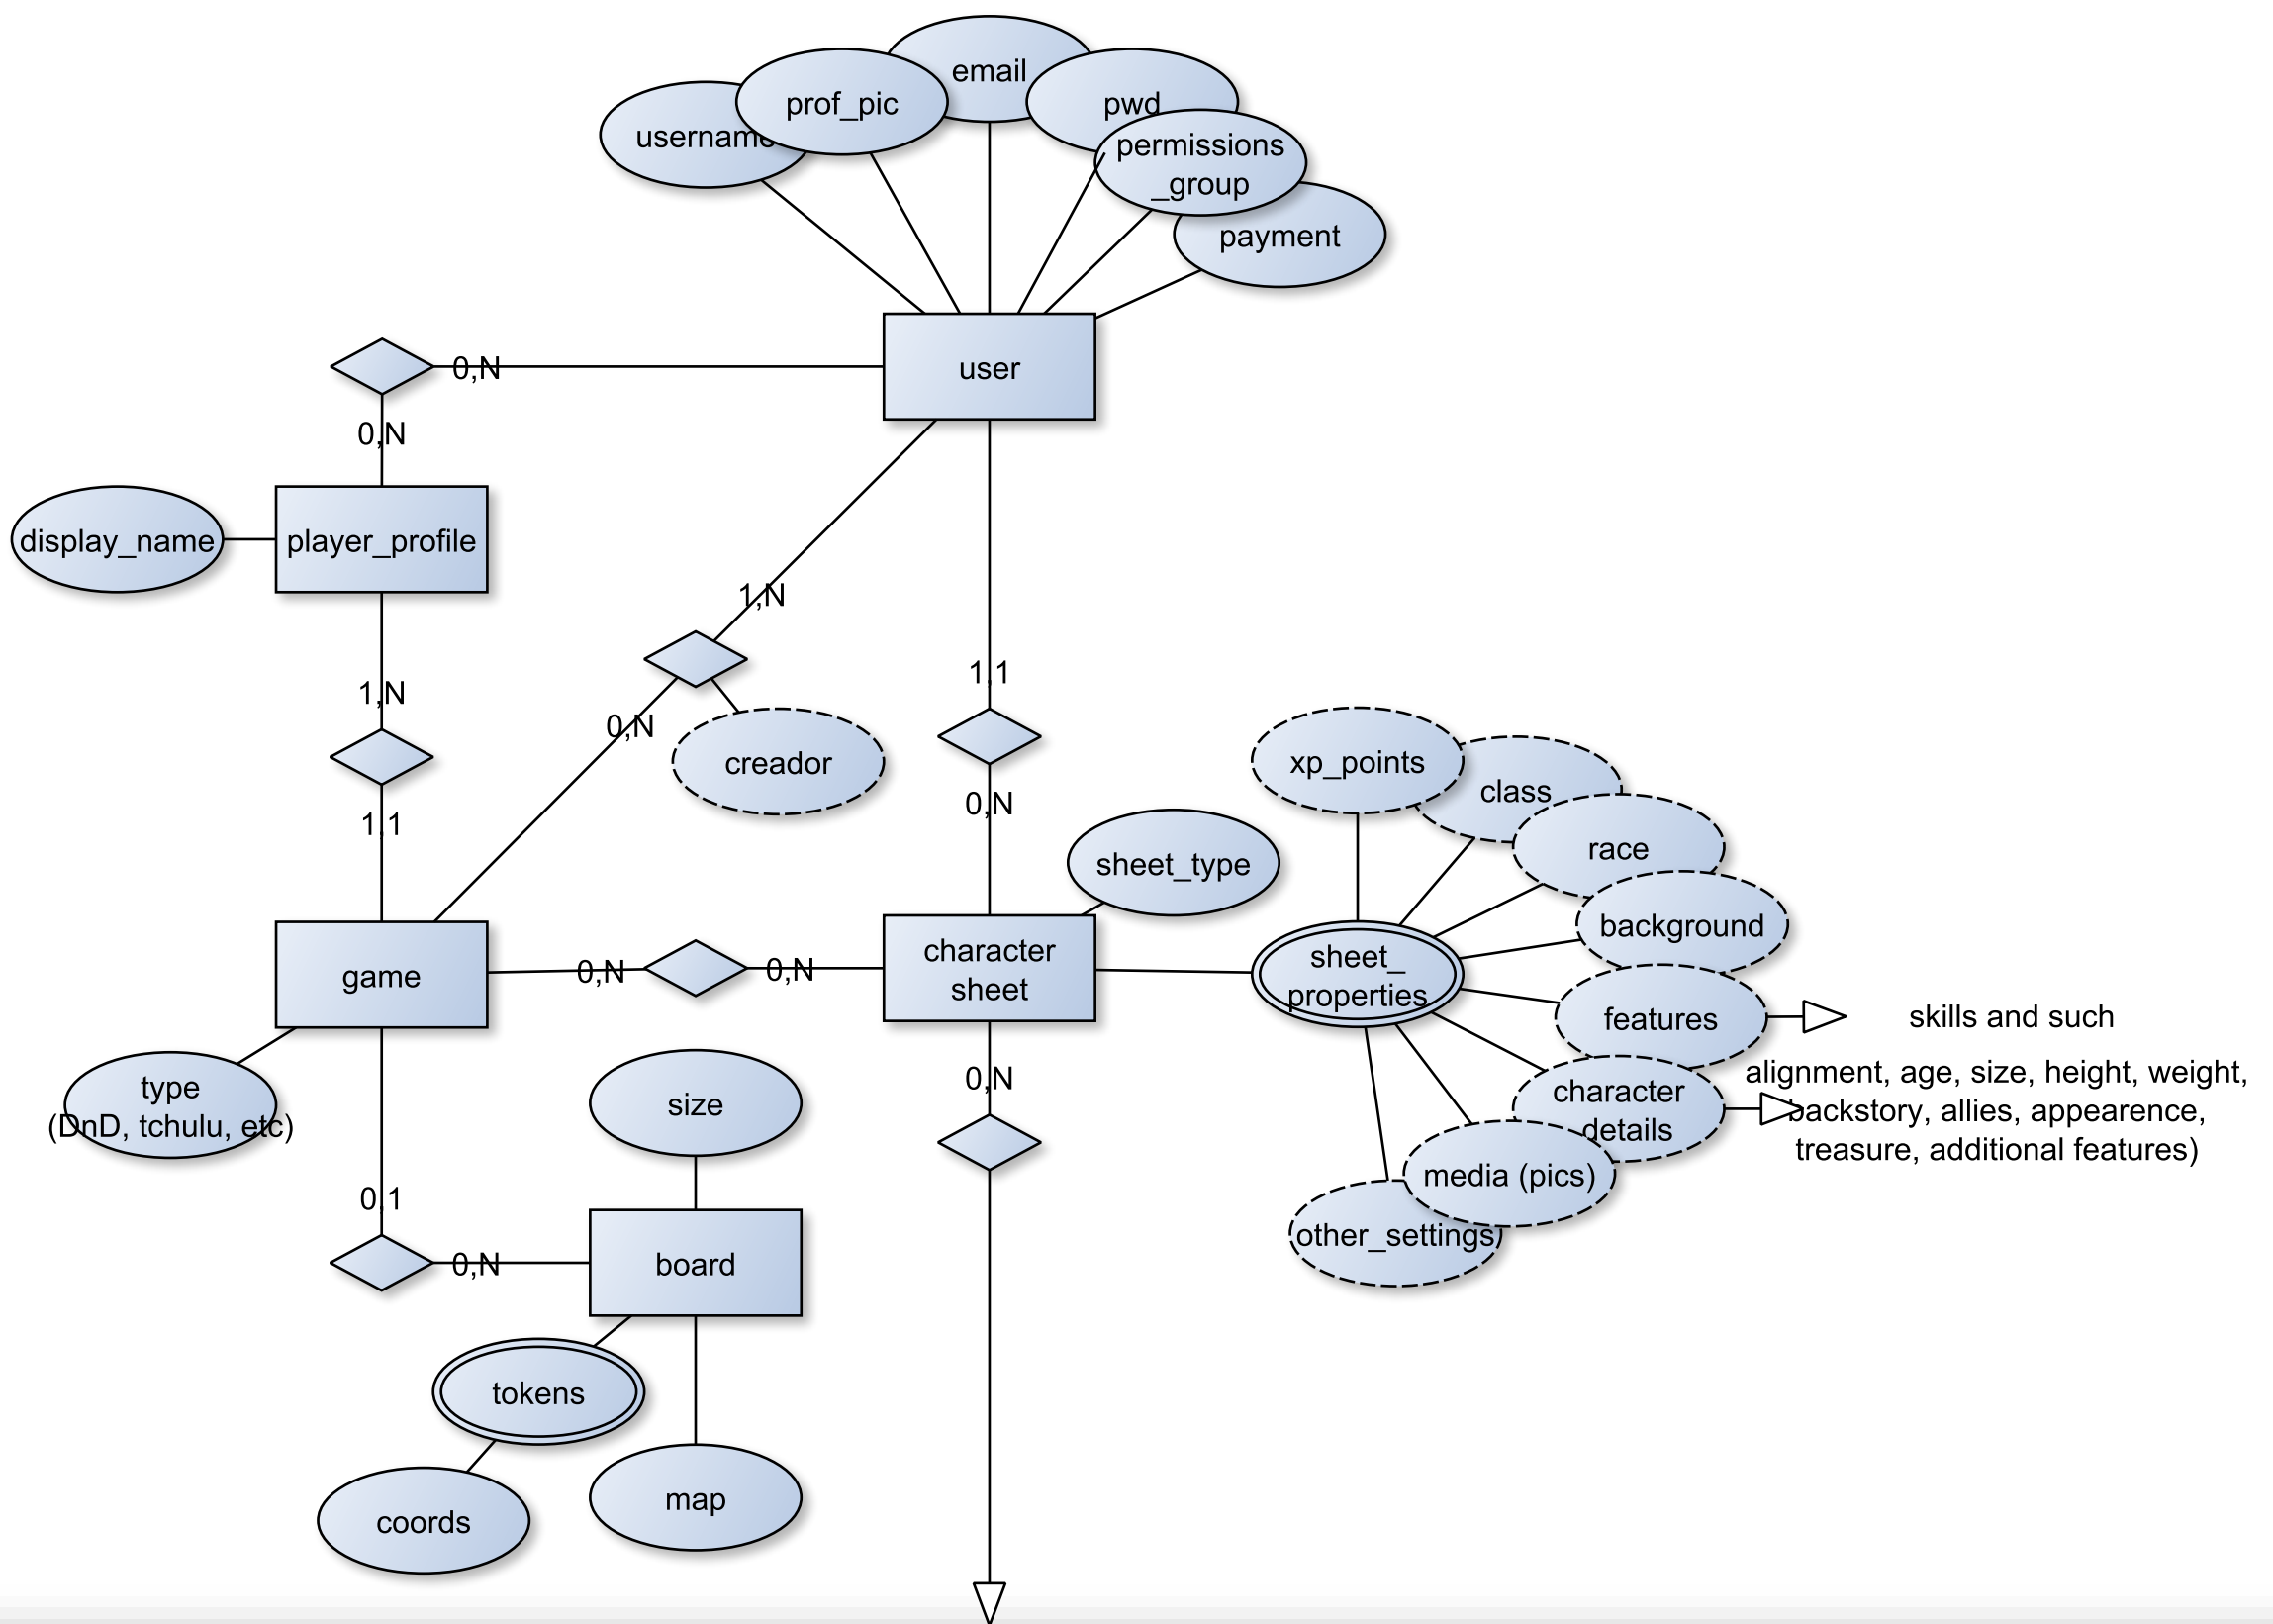 email
prof_pic
pwd
username
permissions
_group
payment
user
0,N
0,N
display_name
player_profile
1,N
1,1
1,N
0,N
creador
xp_points
class
0,N
1,1
race
sheet_type
background
character
sheet
sheet_
properties
game
0,N
0,N
features
skills and such
0,N
alignment, age, size, height, weight,
backstory, allies, appearence,
treasure, additional features)
character
details
type
(DnD, tchulu, etc)
size
media (pics)
0,1
other_settings
0,N
board
tokens
map
coords